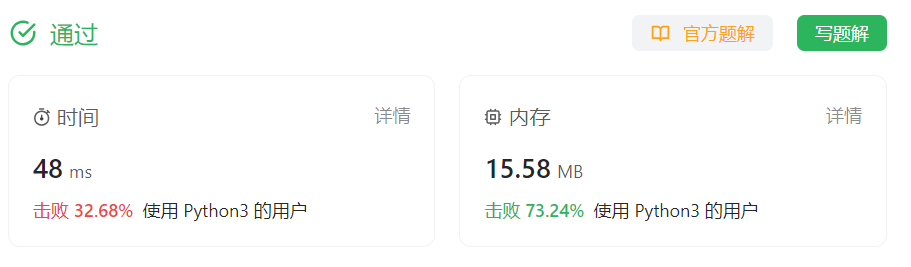 通过
官方题解
写题解
时间
详情
48 ms
击败 32.68% 使用 Python3 的用户
内存
详情
15.58 MB
击败 73.24% 使用 Python3 的用户